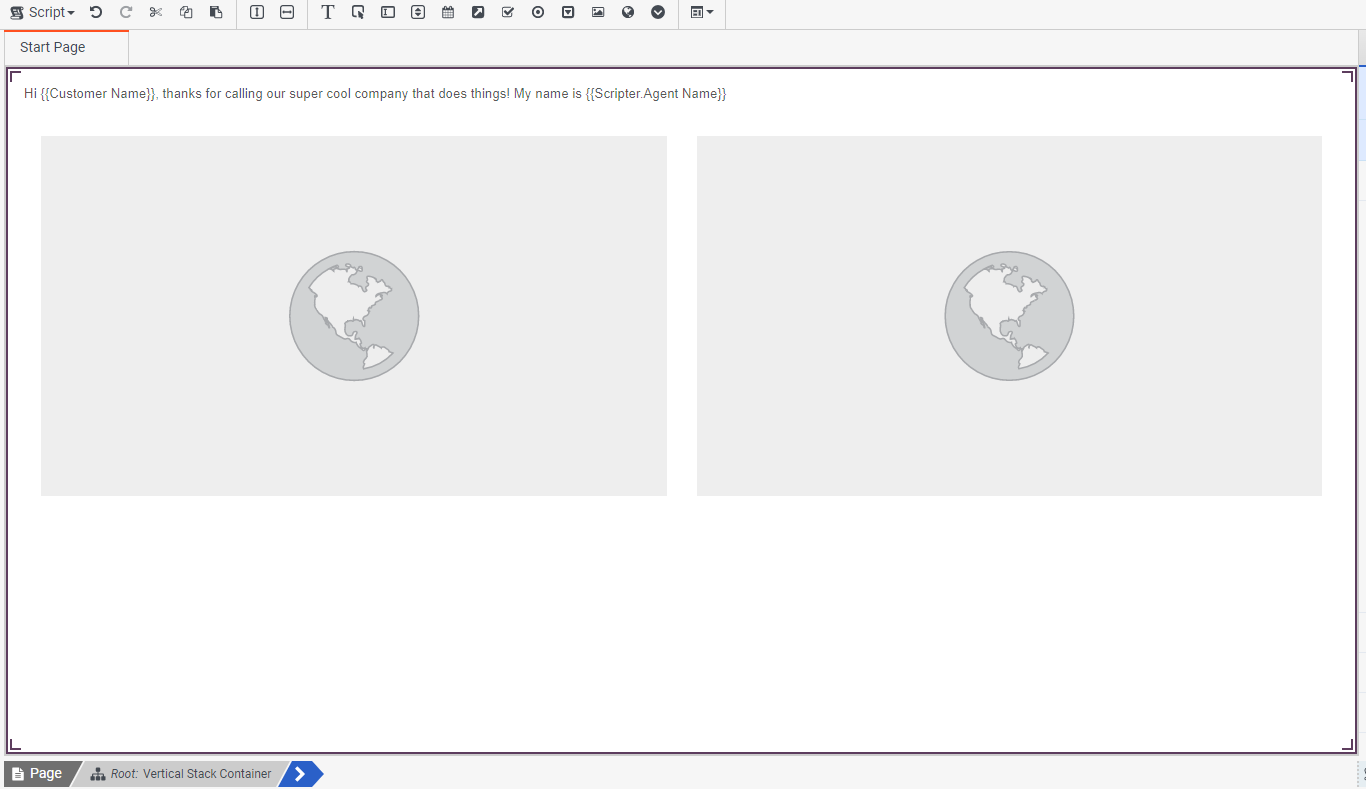 Script
Start Page
Hi {{Customer Name}}, thanks for calling our super cool company that does things! My name is {{Scripter.Agent Name}}
Page
Root: Vertical Stack Container